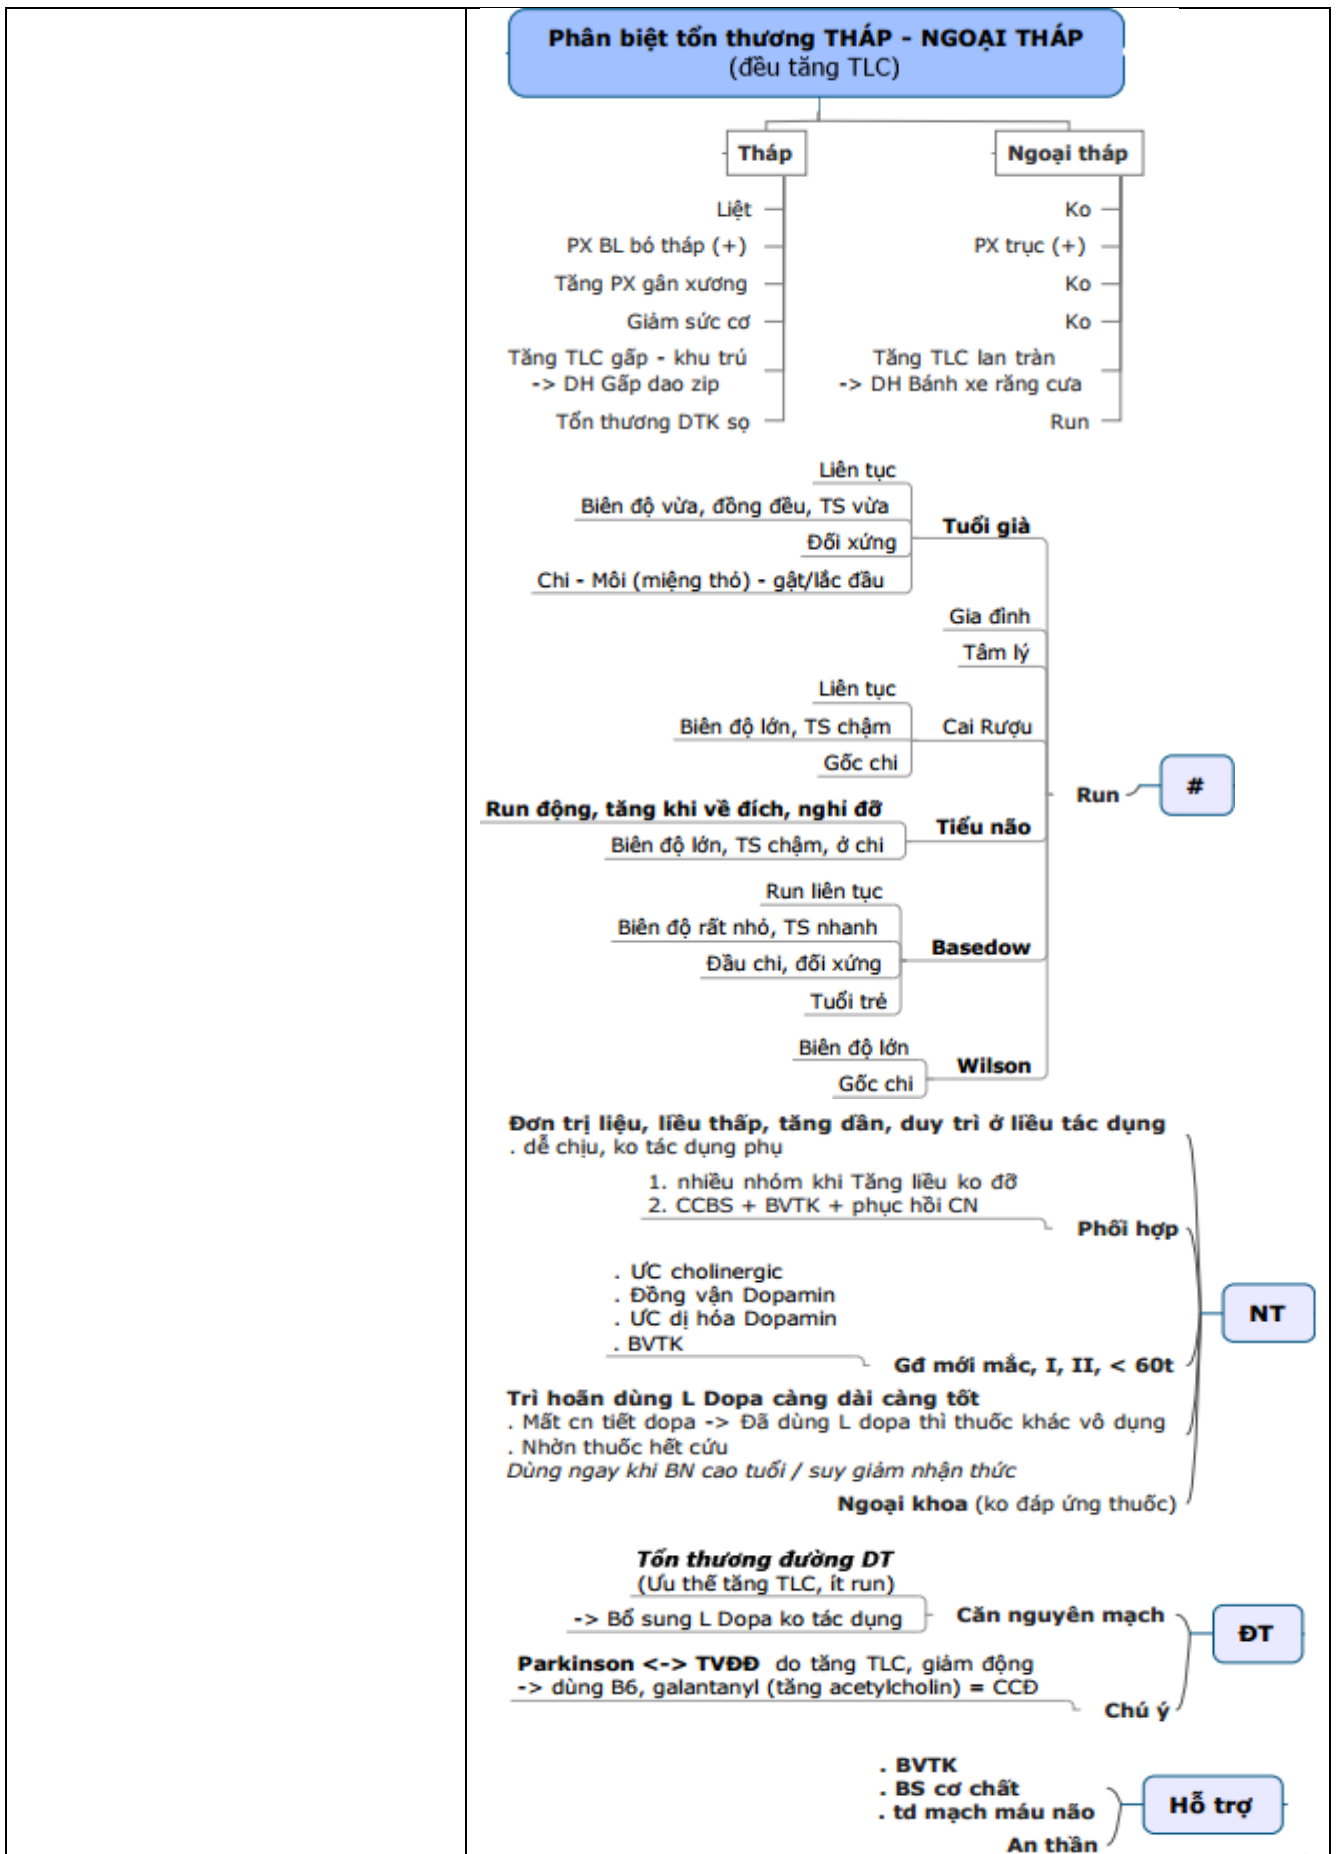 Phân biệt tổn thương THÁP - NGOẠI THÁP
(đều tăng TLC)
Tháp
Liệt
PX BL bó tháp (+)
Tăng PX gân xương
Giảm sức cơ
Tăng TLC gấp - khu trú
-> DH Gấp dao zip
Tổn thương DTK sọ
Ngoại tháp
Ko
PX trục (+)
Ko
Ko
Tăng TLC lan tràn
-> DH Bánh xe răng cưa
Run
#
Run
Tuổi già
Liên tục
Biên độ vừa, đồng đều, TS vừa
Đối xứng
Chi - Môi (miệng thỏ) - gật/lắc đầu
Gia đình
Tâm lý
Cai Rượu
Liên tục
Biên độ lớn, TS chậm
Gốc chi
Tiểu não
Run động, tăng khi về đích, nghỉ đỡ
Biên độ lớn, TS chậm, ở chi
Basedow
Run liên tục
Biên độ rất nhỏ, TS nhanh
Đầu chi, đối xứng
Tuổi trẻ
Wilson
Biên độ lớn
Gốc chi
NT
Đơn trị liệu, liều thấp, tăng dần, duy trì ở liều tác dụng
. dễ chịu, ko tác dụng phụ
Phối hợp
1. nhiều nhóm khi Tăng liều ko đỡ
2. CCBS + BVTK + phục hồi CN
Gđ mới mắc, I, II, < 60t
. ƯC cholinergic
. Đồng vận Dopamin
. ƯC dị hóa Dopamin
. BVTK
Trì hoãn dùng L Dopa càng dài càng tốt
. Mất cn tiết dopa -> Đã dùng L dopa thì thuốc khác vô dụng
. Nhờn thuốc hết cứu
Dùng ngay khi BN cao tuổi / suy giảm nhận thức
Ngoại khoa (ko đáp ứng thuốc)
ĐT
Căn nguyên mạch
Tổn thương đường DT
(Ưu thế tăng TLC, ít run)
-> Bổ sung L Dopa ko tác dụng
Chú ý
Parkinson <-> TVĐĐ do tăng TLC, giảm động
-> dùng B6, galantanyl (tăng acetylcholin) = CCĐ
Hỗ trợ
. BVTK
. BS cơ chất
. td mạch máu não
An thần